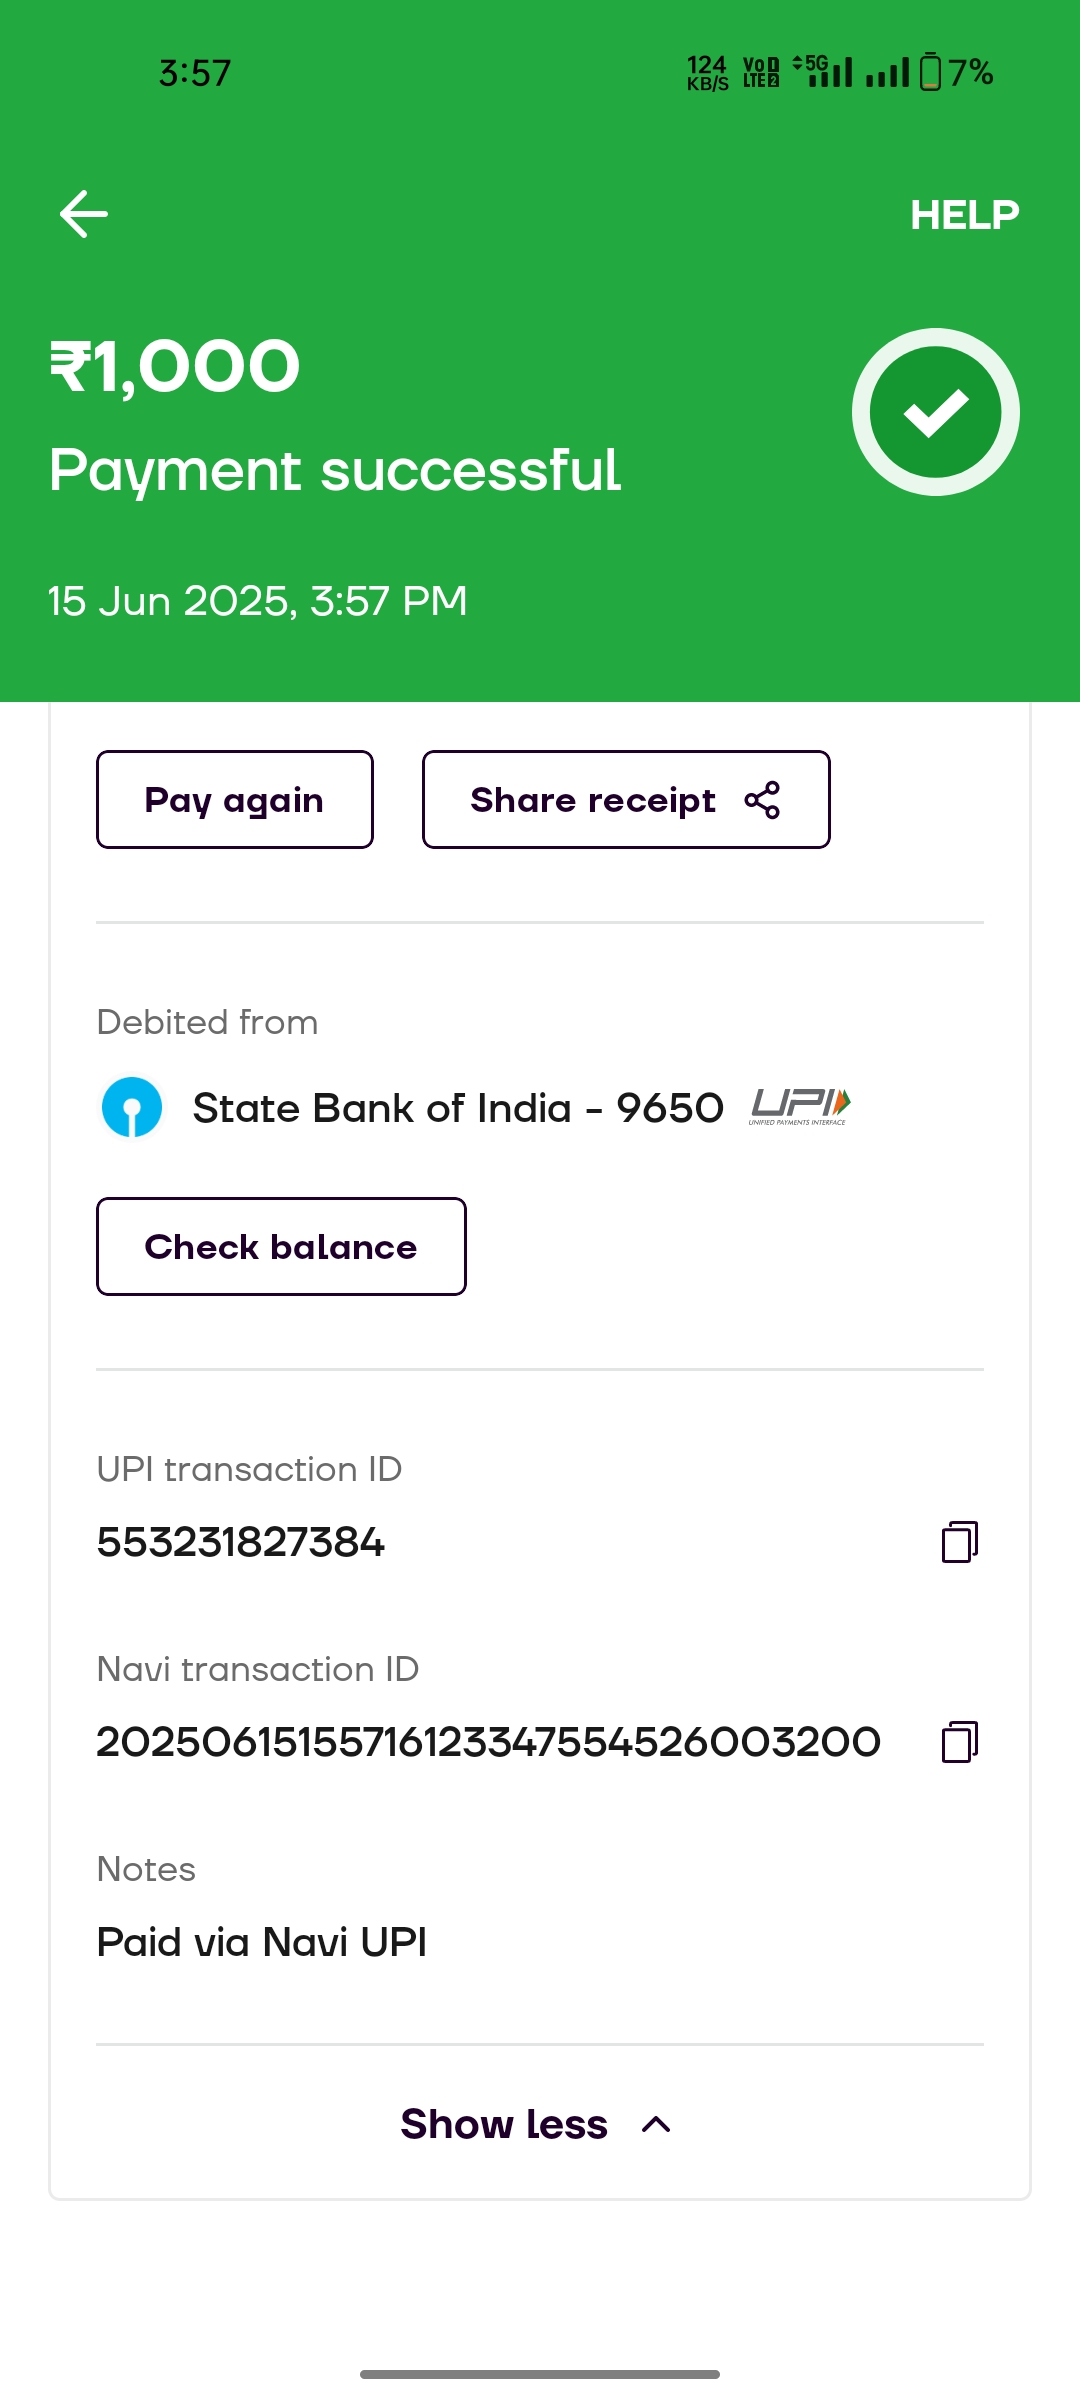 3:57
124 KB/S VoD LTE2 5G 7%
HELP
₹1,000
Payment successful
15 Jun 2025, 3:57 PM
Pay again
Share receipt
Debited from
State Bank of India - 9650 UPI
UNIFIED PAYMENTS INTERFACE
Check balance
UPI transaction ID
553231827384
Navi transaction ID
20250615155716123347554526003200
Notes
Paid via Navi UPI
Show less